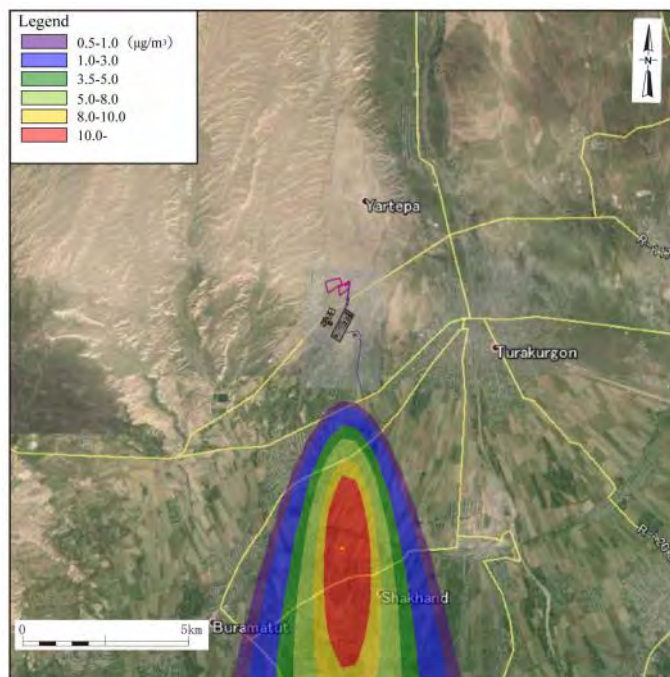 Legend
0.5-1.0 (μg/m³)
1.0-3.0
3.5-5.0
5.0-8.0
8.0-10.0
10.0-
N
Yartepa
Turakurgon
Shakhand
Buramatut
0 5km